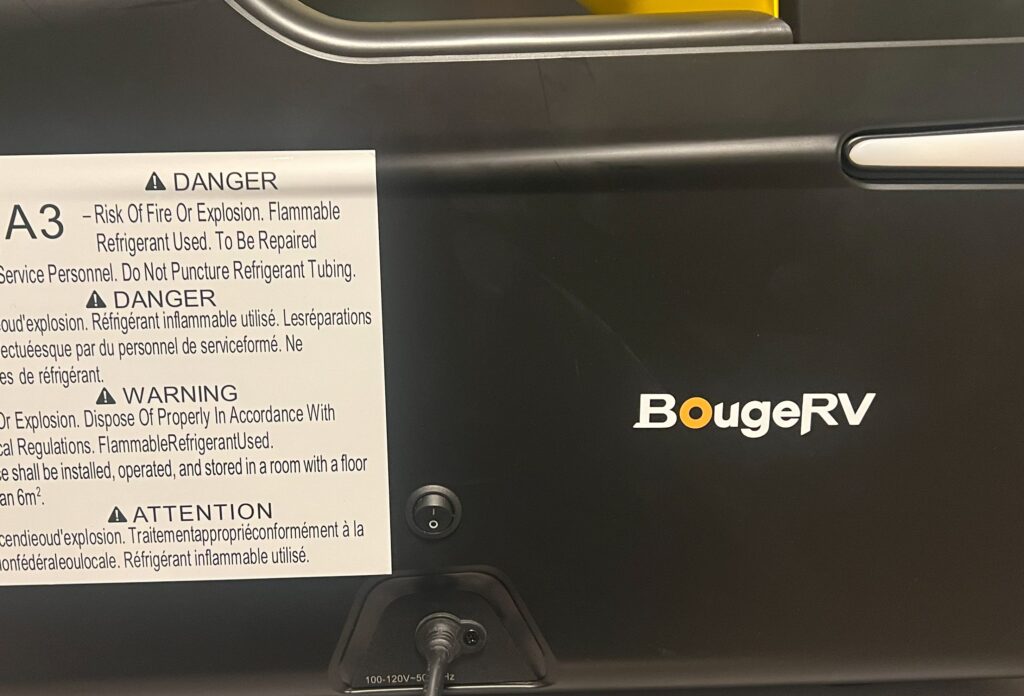 DANGER
A3
– Risk Of Fire Or Explosion. Flammable
Refrigerant Used. To Be Repaired
Service Personnel. Do Not Puncture Refrigerant Tubing.
DANGER
oud'explosion. Réfrigérant inflammable utilisé. Lesréparations
ectuéesque par du personnel de serviceformé. Ne
es de réfrigérant.
WARNING
Or Explosion. Dispose Of Properly In Accordance With
cal Regulations. FlammableRefrigerantUsed.
e shall be installed, operated, and stored in a room with a floor
an 6m².
ATTENTION
cendieoud'explosion. Traitementappropriéconformément à la
onfédéraleoulocale. Réfrigérant inflammable utilisé.
BougeRV
100-120V~
Hz